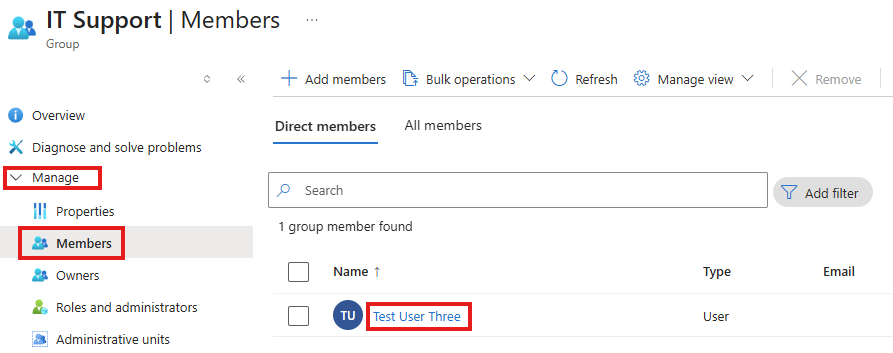 IT Support | Members ...
Group
+ Add members Bulk operations Refresh Manage view Remove
Overview
Diagnose and solve problems
Manage
Properties
Members
Owners
Roles and administrators
Administrative units
Direct members All members
Search
Add filter
1 group member found
Name ↑ Type Email
TU Test User Three User